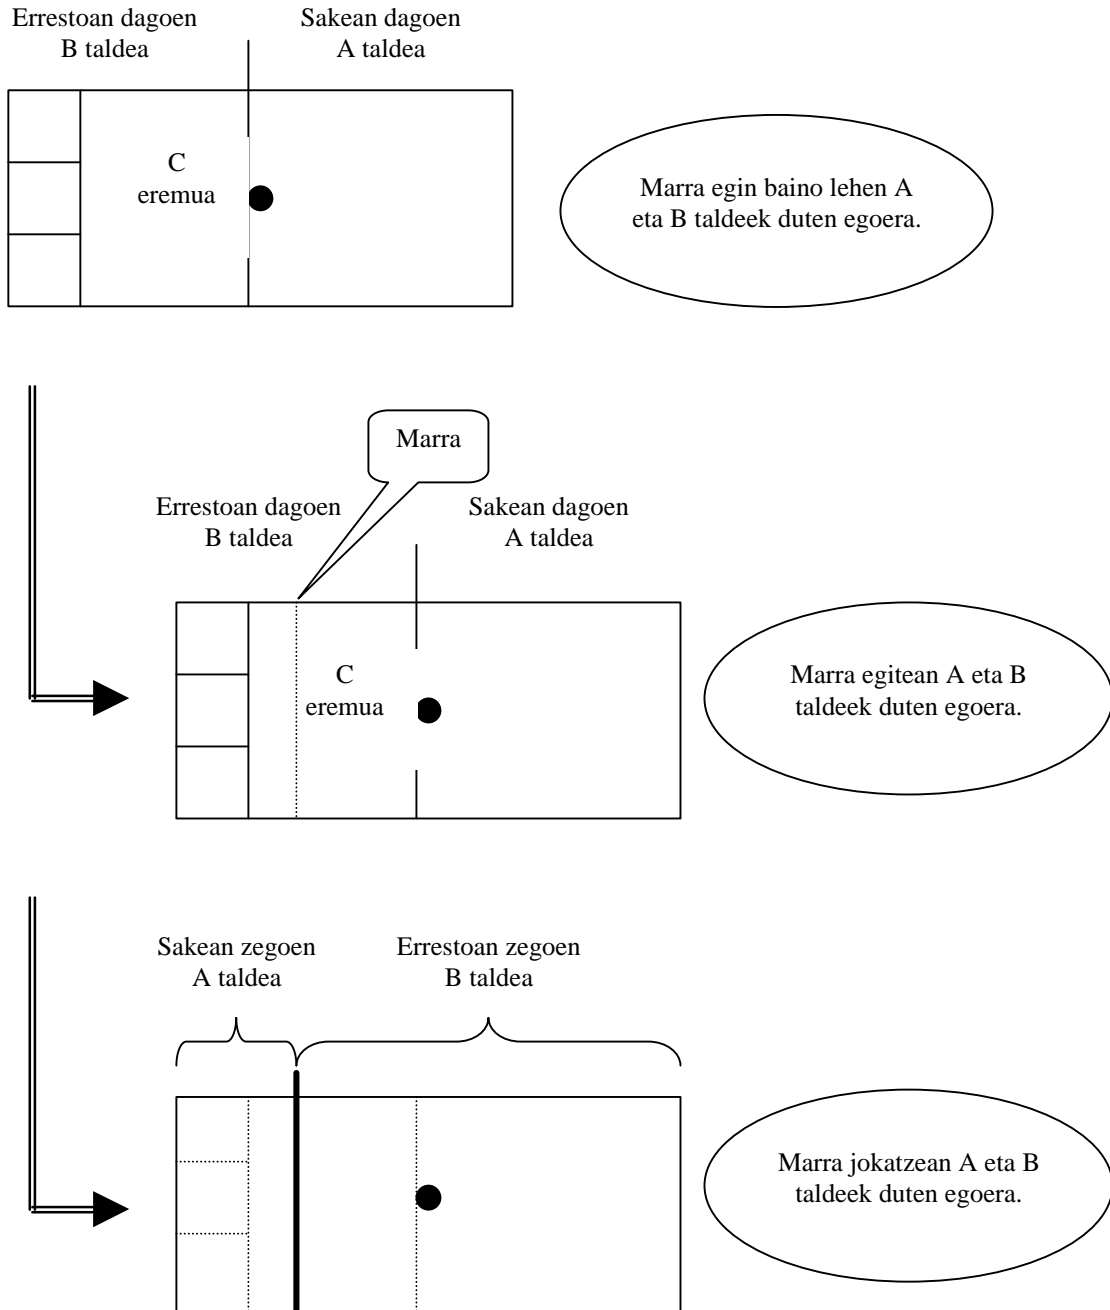 Errestoan dagoen
B taldea
Sakean dagoen
A taldea
C
eremua
Marra egin baino lehen A
eta B taldeek duten egoera.
Marra
Errestoan dagoen
B taldea
Sakean dagoen
A taldea
C
eremua
Marra egitean A eta B
taldeek duten egoera.
Sakean zegoen
A taldea
Errestoan zegoen
B taldea
Marra jokatzean A eta B
taldeek duten egoera.